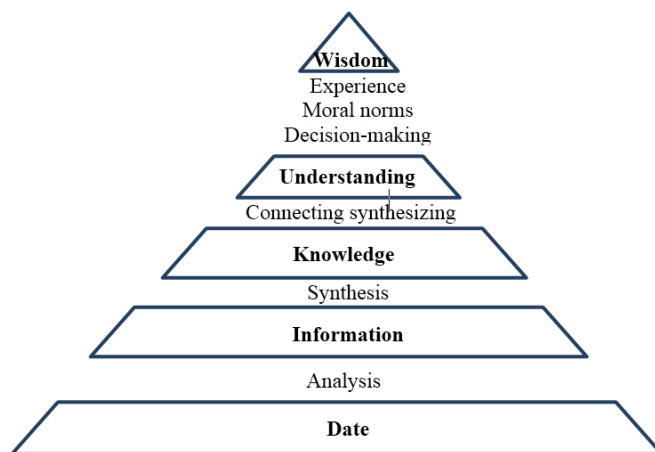 Wisdom
Experience
Moral norms
Decision-making
Understanding
Connecting synthesizing
Knowledge
Synthesis
Information
Analysis
Date